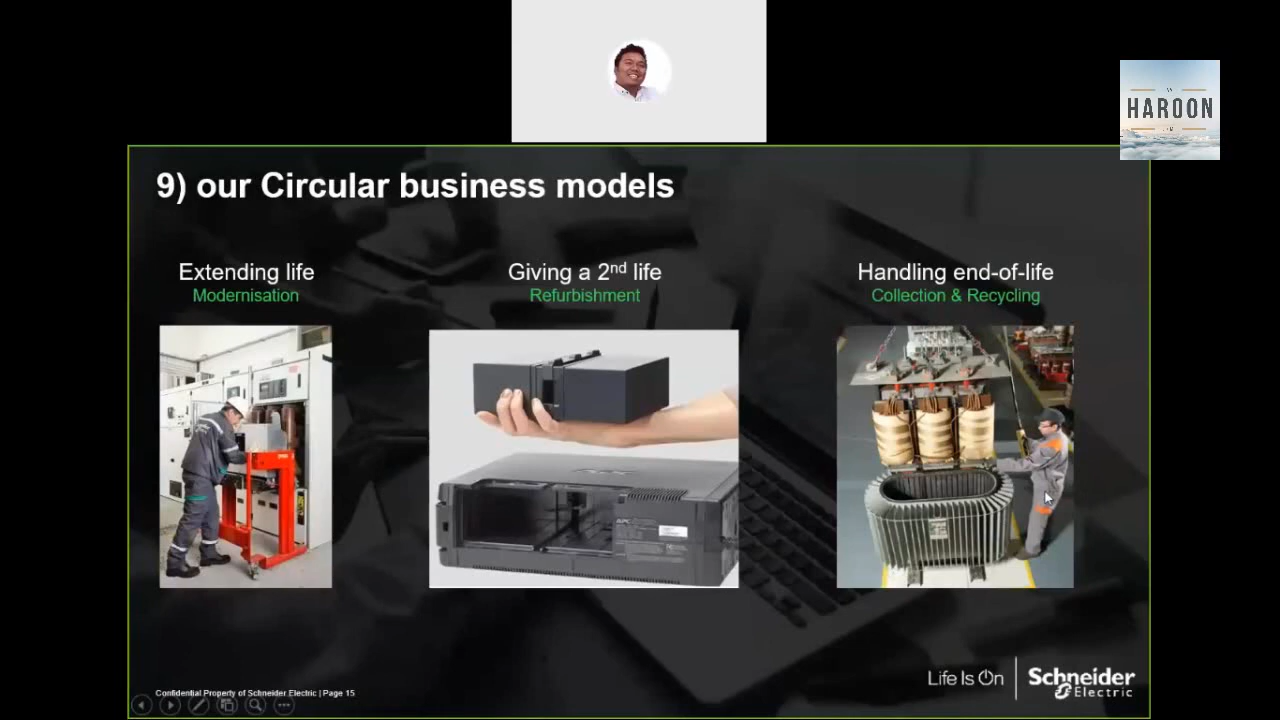 HAROON
9) our Circular business models
Extending life
Modernisation
Giving a 2nd life
Refurbishment
Handling end-of-life
Collection & Recycling
APC
Confidential Property of Schneider Electric | Page 15
Life Is On
Schneider
Electric